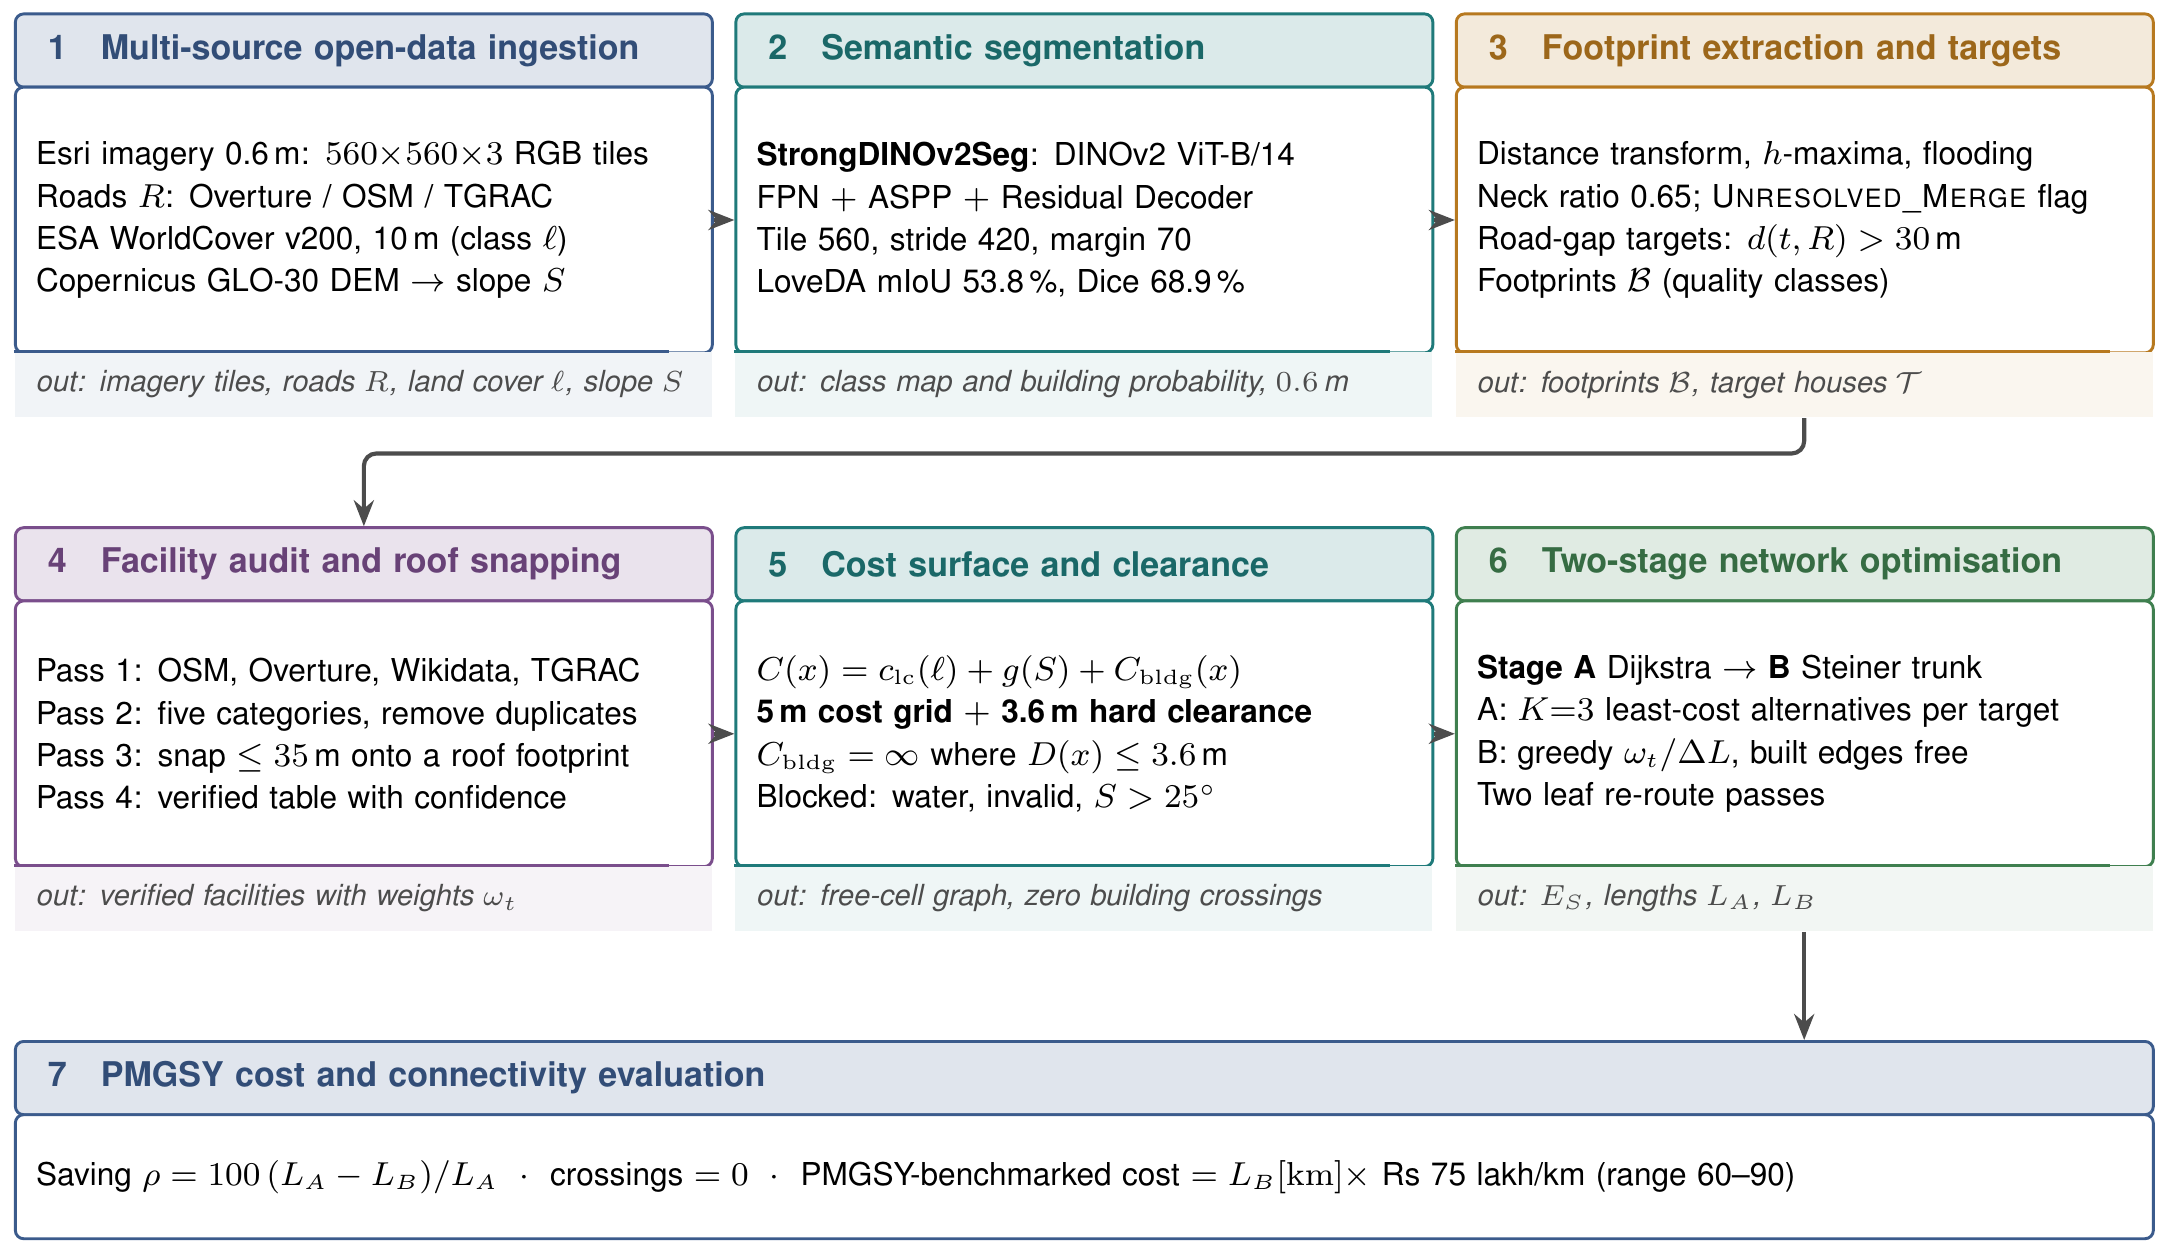 1 Multi-source open-data ingestion
Esri imagery 0.6 m: 560×560×3 RGB tiles
Roads R: Overture / OSM / TGRAC
ESA WorldCover v200, 10 m (class ℓ)
Copernicus GLO-30 DEM → slope S
out: imagery tiles, roads R, land cover ℓ, slope S
2 Semantic segmentation
StrongDINOv2Seg: DINOv2 ViT-B/14
FPN + ASPP + Residual Decoder
Tile 560, stride 420, margin 70
LoveDA mIoU 53.8 %, Dice 68.9 %
out: class map and building probability, 0.6 m
3 Footprint extraction and targets
Distance transform, h-maxima, flooding
Neck ratio 0.65; UNRESOLVED_MERGE flag
Road-gap targets: d(t, R) > 30 m
Footprints ℬ (quality classes)
out: footprints ℬ, target houses 𝒯
4 Facility audit and roof snapping
Pass 1: OSM, Overture, Wikidata, TGRAC
Pass 2: five categories, remove duplicates
Pass 3: snap ≤ 35 m onto a roof footprint
Pass 4: verified table with confidence
out: verified facilities with weights ω_t
5 Cost surface and clearance
C(x) = c_lc(ℓ) + g(S) + C_bldg(x)
5 m cost grid + 3.6 m hard clearance
C_bldg = ∞ where D(x) ≤ 3.6 m
Blocked: water, invalid, S > 25°
out: free-cell graph, zero building crossings
6 Two-stage network optimisation
Stage A Dijkstra → B Steiner trunk
A: K=3 least-cost alternatives per target
B: greedy ω_t/ΔL, built edges free
Two leaf re-route passes
out: E_S, lengths L_A, L_B
7 PMGSY cost and connectivity evaluation
Saving ρ = 100 (L_A − L_B)/L_A · crossings = 0 · PMGSY-benchmarked cost = L_B[km]× Rs 75 lakh/km (range 60–90)